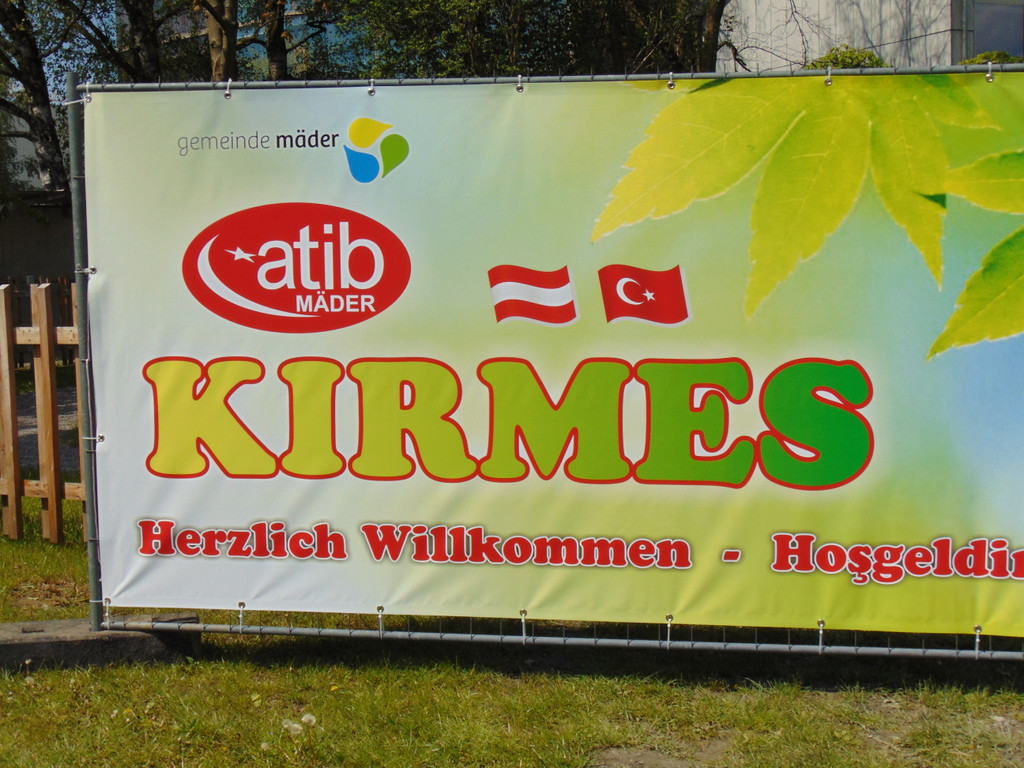 gemeinde mäder
atib
MÄDER
KIRMES
Herzlich Willkommen - Hoşgeldin